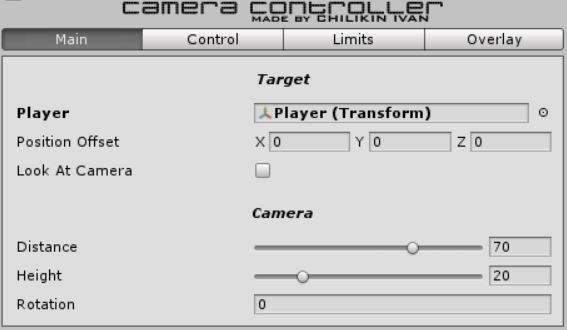 camera controller
MADE BY CHILIKIN IVAN
Main Control Limits Overlay
Target
Player Player (Transform)
Position Offset X 0 Y 0 Z 0
Look At Camera
Camera
Distance 70
Height 20
Rotation 0